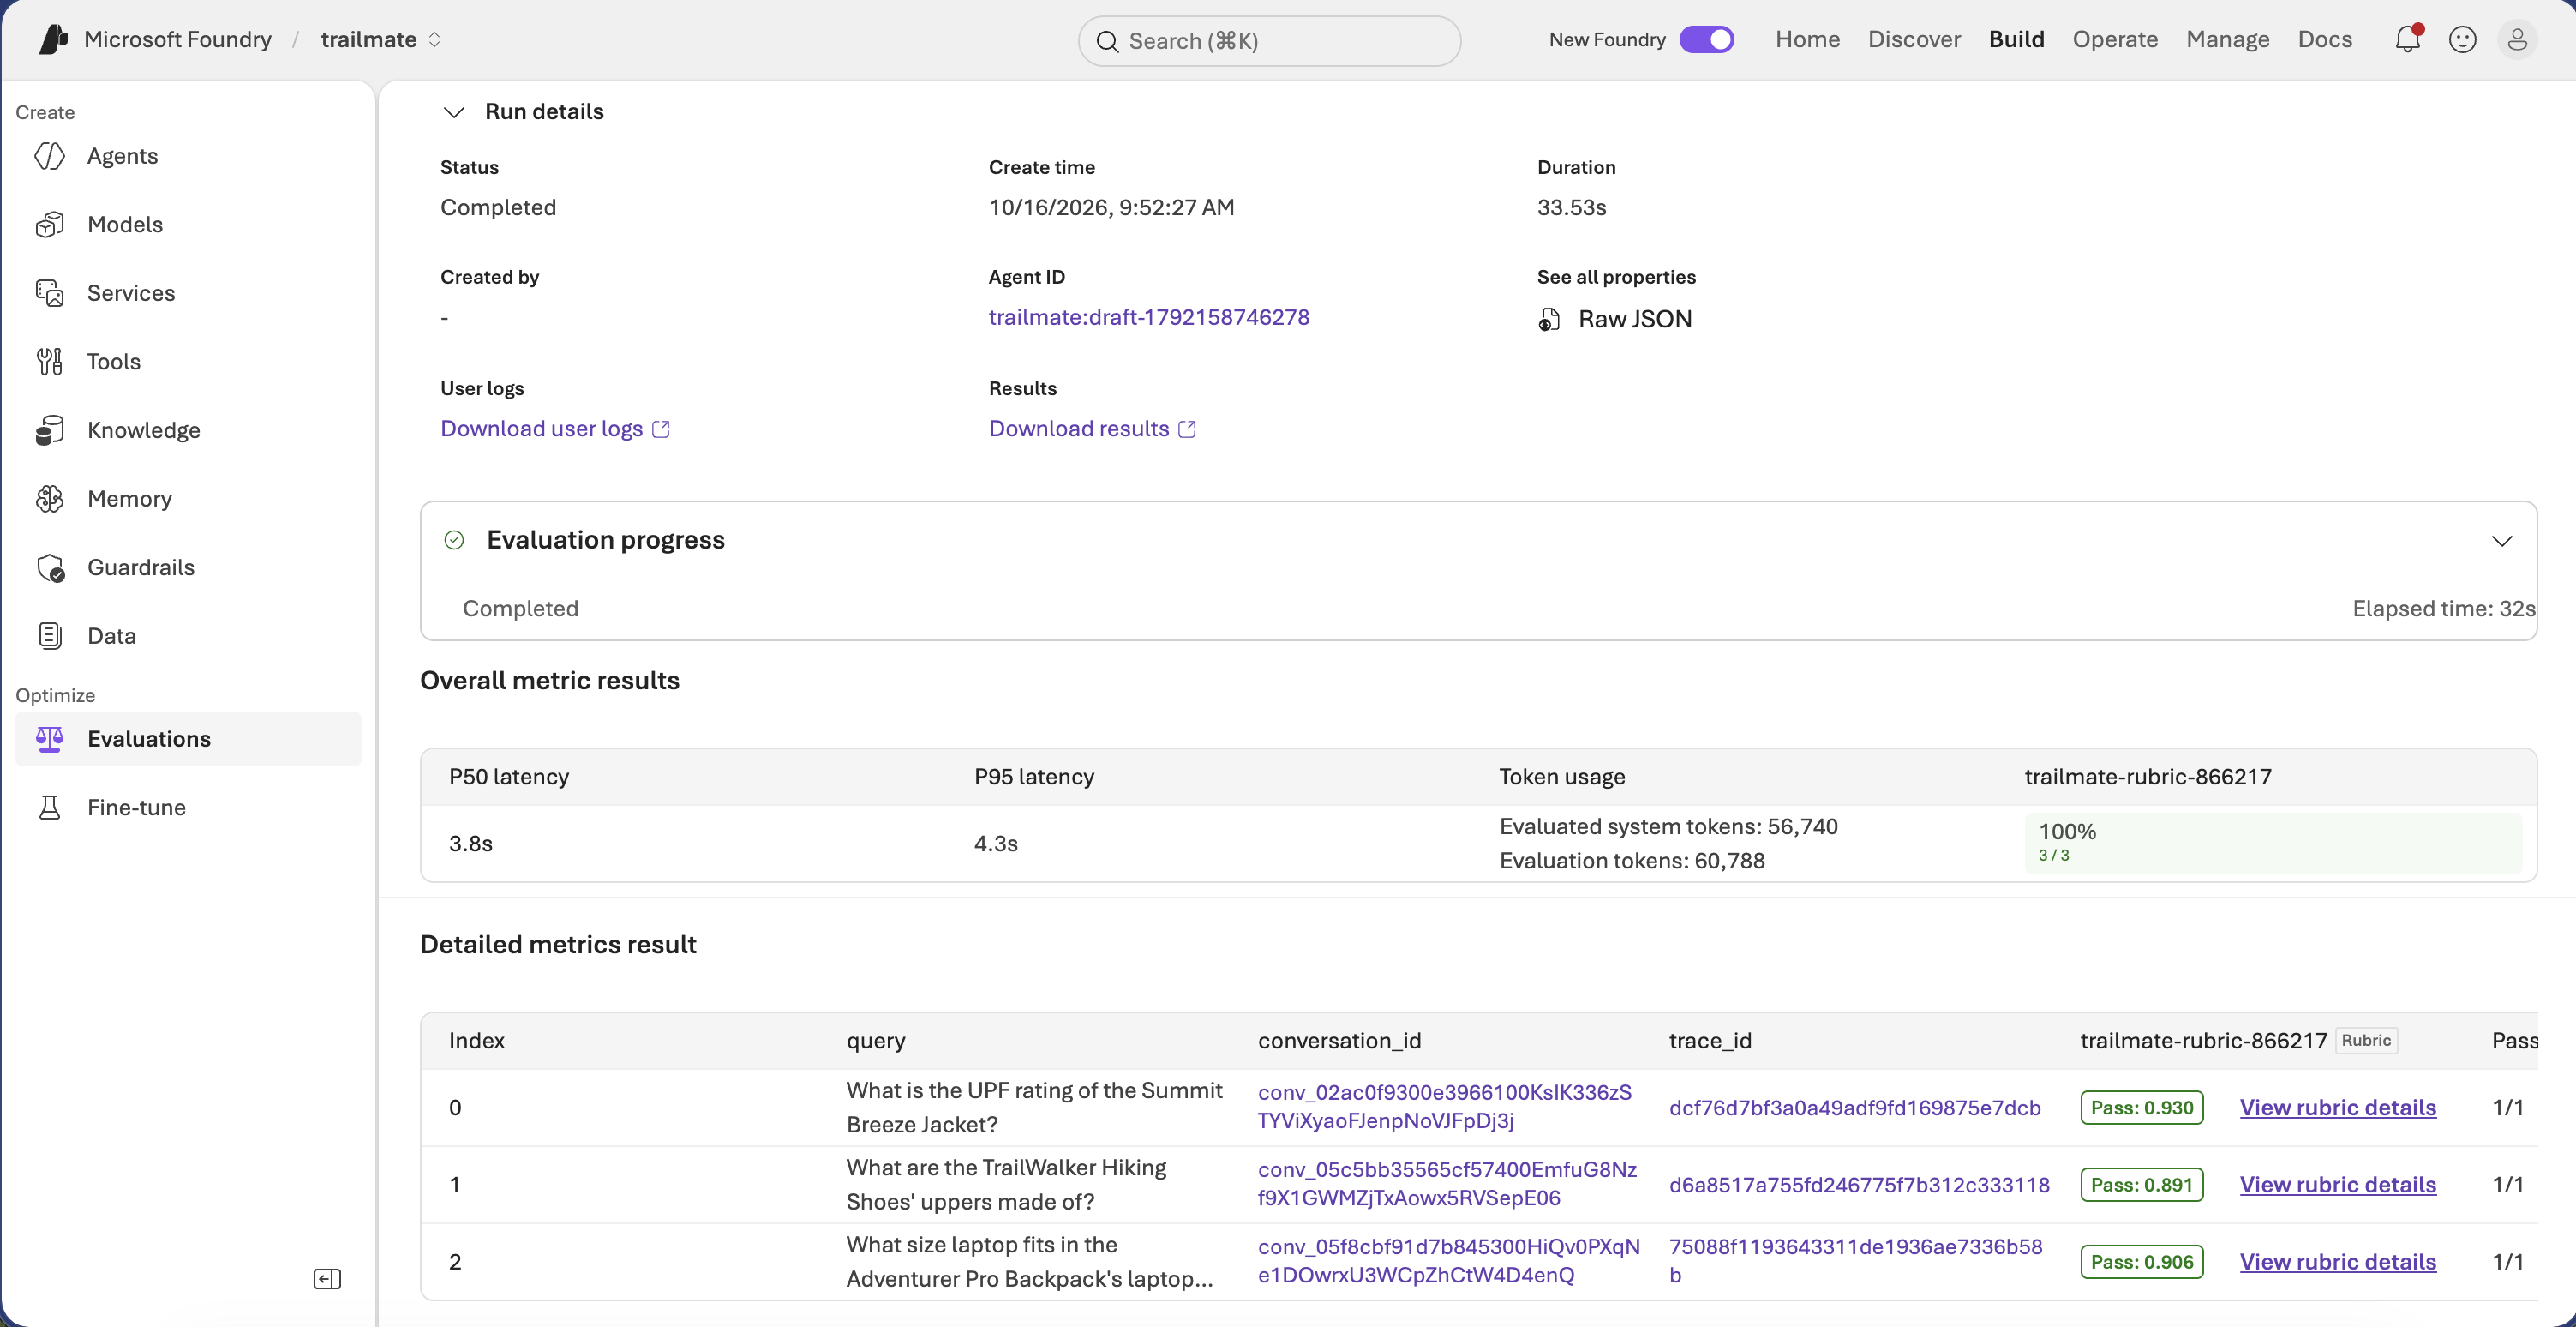 Microsoft Foundry / trailmate
Search (⌘K)
New Foundry
Home
Discover
Build
Operate
Manage
Docs
Create
Agents
Models
Services
Tools
Knowledge
Memory
Guardrails
Data
Optimize
Evaluations
Fine-tune
Run details
Status
Completed
Create time
10/16/2026, 9:52:27 AM
Duration
33.53s
Created by
-
Agent ID
trailmate:draft-1792158746278
See all properties
Raw JSON
User logs
Download user logs
Results
Download results
Evaluation progress
Completed
Elapsed time: 32s
Overall metric results
P50 latency
P95 latency
Token usage
trailmate-rubric-866217
3.8s
4.3s
Evaluated system tokens: 56,740
Evaluation tokens: 60,788
100%
3 / 3
Detailed metrics result
Index
query
conversation_id
trace_id
trailmate-rubric-866217 Rubric
Pass
0
What is the UPF rating of the Summit
Breeze Jacket?
conv_02ac0f9300e3966100KsIK336zS
TYViXyaoFJenpNoVJFpDj3j
dcf76d7bf3a0a49adf9fd169875e7dcb
Pass: 0.930
View rubric details
1/1
1
What are the TrailWalker Hiking
Shoes' uppers made of?
conv_05c5bb35565cf57400EmfuG8Nz
f9X1GWMZjTxAowx5RVSepE06
d6a8517a755fd246775f7b312c333118
Pass: 0.891
View rubric details
1/1
2
What size laptop fits in the
Adventurer Pro Backpack's laptop...
conv_05f8cbf91d7b845300HiQv0PXqN
e1DOwrxU3WCpZhCtW4D4enQ
75088f1193643311de1936ae7336b58
b
Pass: 0.906
View rubric details
1/1